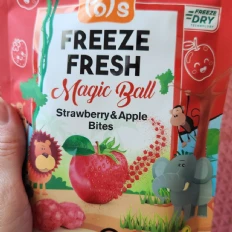 FREEZE
FRESH
Magic Ball
Strawberry & Apple
Bites
FREEZE
DRY